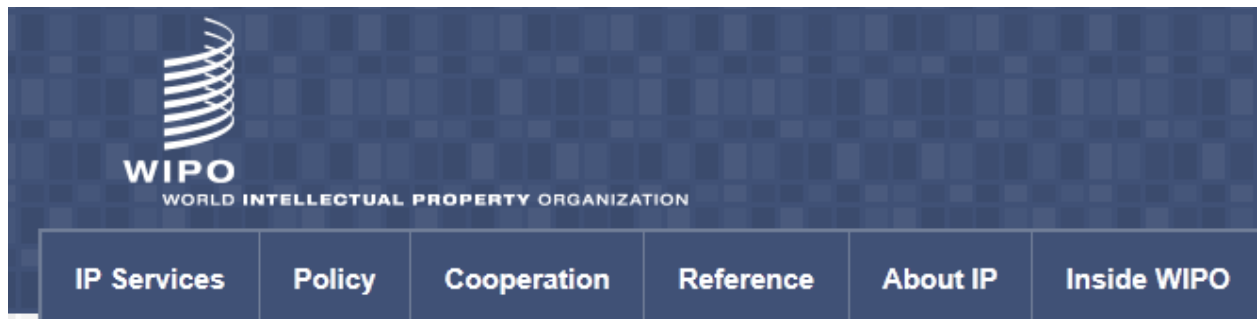 WIPO
WORLD INTELLECTUAL PROPERTY ORGANIZATION
IP Services Policy Cooperation Reference About IP Inside WIPO